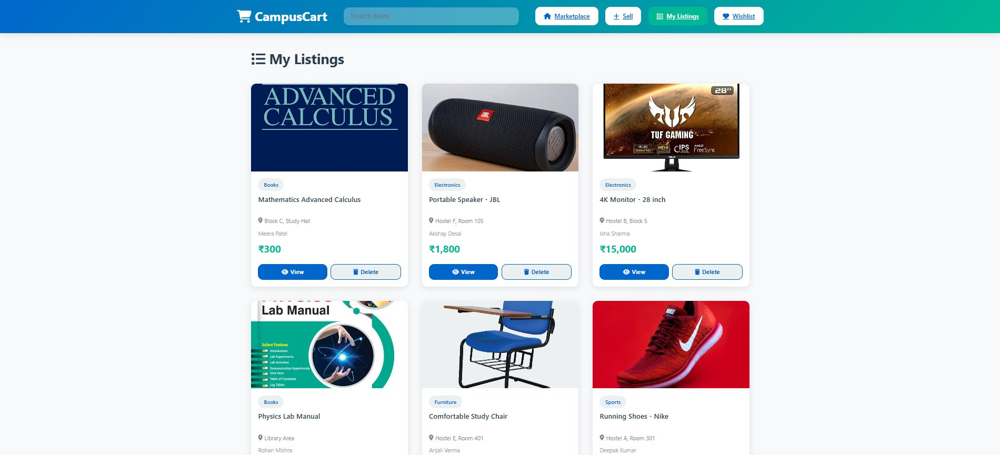 CampusCart
Search items...
Marketplace
Sell
My Listings
Wishlist
My Listings
ADVANCED
CALCULUS
JBL
JBL
28"
TUF GAMING
4K UHD
3840x2160
HDR
IPS
AMD
FreeSync
ASUS
Books
Mathematics Advanced Calculus
Block C, Study Hall
Meera Patel
₹300
View
Delete
Electronics
Portable Speaker - JBL
Hostel F, Room 105
Akshay Desai
₹1,800
View
Delete
Electronics
4K Monitor - 28 inch
Hostel B, Block 5
Isha Sharma
₹15,000
View
Delete
Lab Manual
Salient Features
Introduction
Lab Experiments
Lab Activities
Demonstration Experiments
Viva Voce
Table of Constants
Log Tables
NIKE
Books
Physics Lab Manual
Library Area
Rohan Mishra
Furniture
Comfortable Study Chair
Hostel E, Room 401
Anjali Verma
Sports
Running Shoes - Nike
Hostel A, Room 301
Deepak Kumar